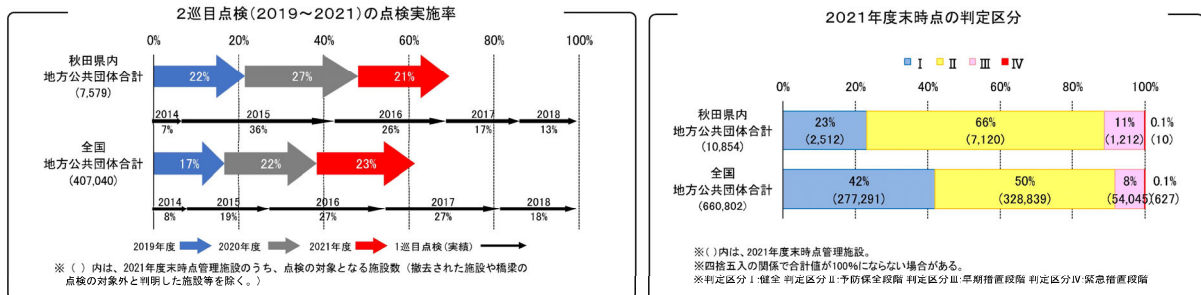 2巡目点検(2019～2021)の点検実施率
0% 20% 40% 60% 80% 100%
秋田県内
地方公共団体合計
(7,579)
22% 27% 21%
2014 2015 2016 2017 2018
7% 36% 26% 17% 13%
全国
地方公共団体合計
(407,040)
17% 22% 23%
2014 2015 2016 2017 2018
8% 19% 27% 27% 18%
2019年度 2020年度 2021年度 1巡目点検(実績)
※（ ）内は、2021年度末時点管理施設のうち、点検の対象となる施設数（撤去された施設や橋梁の
点検の対象外と判明した施設等を除く。）
2021年度末時点の判定区分
Ⅰ Ⅱ Ⅲ Ⅳ
0% 20% 40% 60% 80% 100%
秋田県内
地方公共団体合計
(10,854)
23% 66% 11% 0.1%
(2,512) (7,120) (1,212) (10)
全国
地方公共団体合計
(660,802)
42% 50% 8% 0.1%
(277,291) (328,839) (54,045) (627)
※( )内は、2021年度末時点管理施設。
※四捨五入の関係で合計値が100%にならない場合がある。
※判定区分Ⅰ:健全 判定区分Ⅱ:予防保全段階 判定区分Ⅲ:早期措置段階 判定区分Ⅳ:緊急措置段階